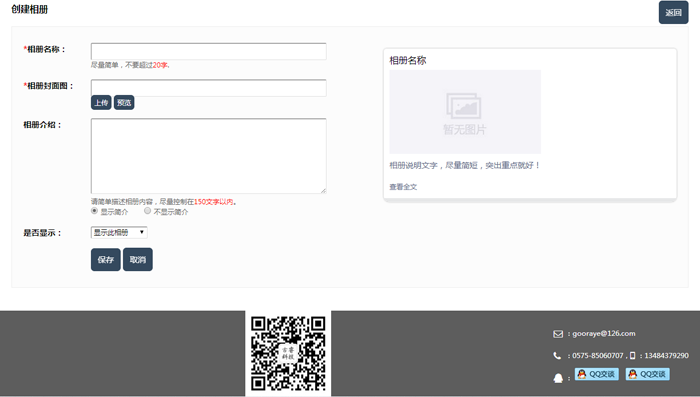 创建相册
返回
*相册名称：
尽量简单，不要超过20字.
*相册封面图：
上传 预览
相册介绍：
请简单描述相册内容，尽量控制在150文字以内。
显示简介 不显示简介
是否显示：
显示此相册
保存 取消
相册名称
暂无图片
相册说明文字，尽量简短，突出重点就好！
查看全文
古睿
科技
：gooraye@126.com
：0575-85060707 , ：13484379290
： QQ交谈 QQ交谈